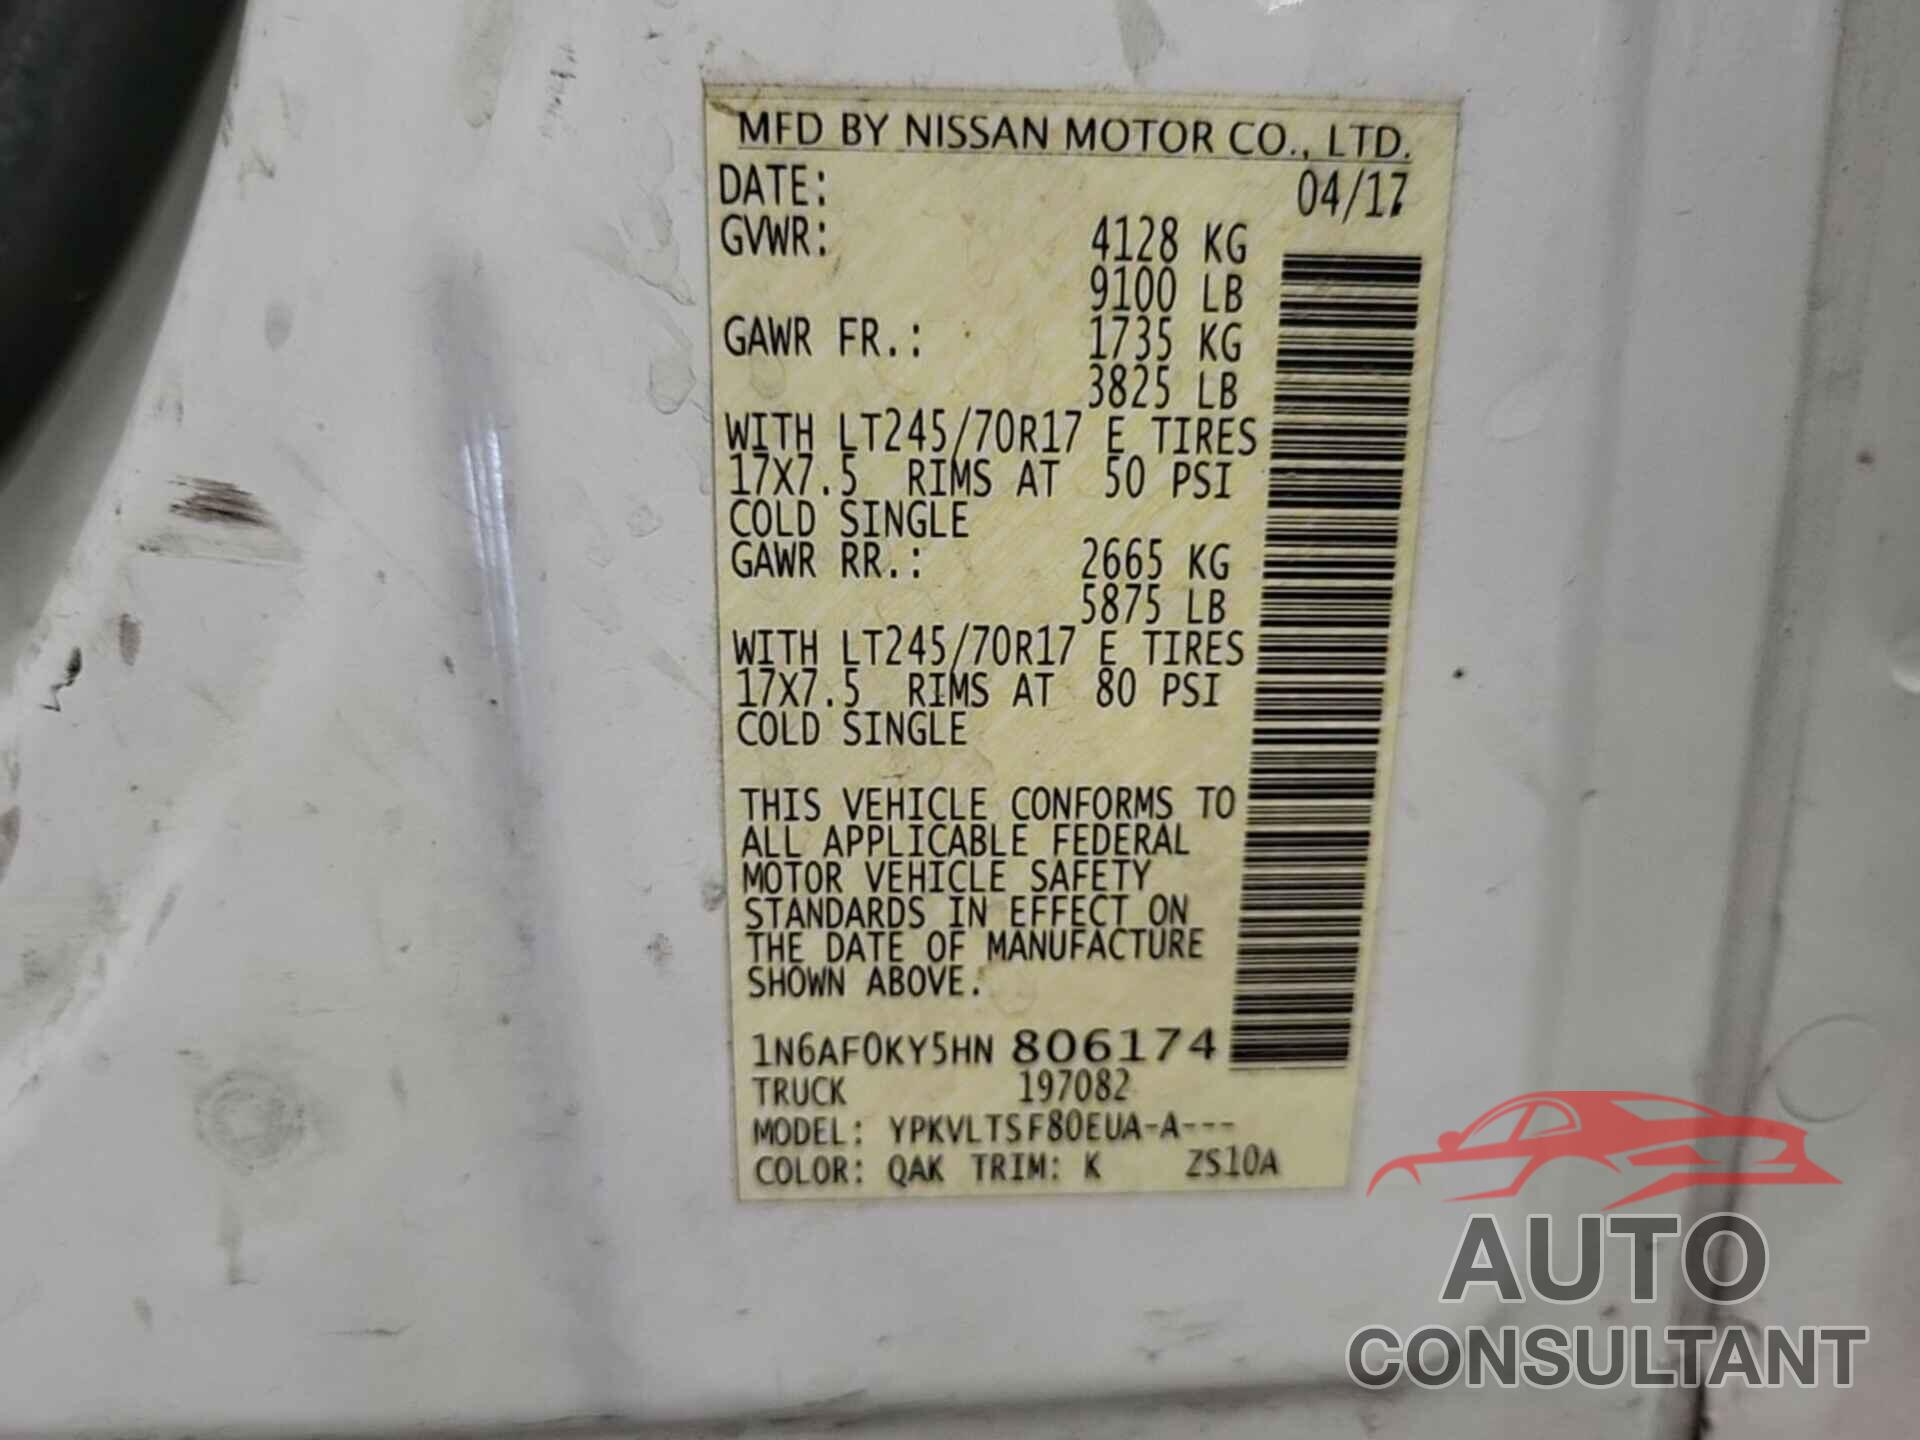 MFD BY NISSAN MOTOR CO., LTD.
DATE: 04/17
GVWR: 4128 KG
9100 LB
GAWR FR.: 1735 KG
3825 LB
WITH LT245/70R17 E TIRES
17X7.5 RIMS AT 50 PSI
COLD SINGLE
GAWR RR.: 2665 KG
5875 LB
WITH LT245/70R17 E TIRES
17X7.5 RIMS AT 80 PSI
COLD SINGLE
THIS VEHICLE CONFORMS TO
ALL APPLICABLE FEDERAL
MOTOR VEHICLE SAFETY
STANDARDS IN EFFECT ON
THE DATE OF MANUFACTURE
SHOWN ABOVE.
1N6AF0KY5HN 806174
TRUCK 197082
MODEL: YPKVLTSF80EUA-A---
COLOR: QAK TRIM: K ZS10A
AUTO
CONSULTANT